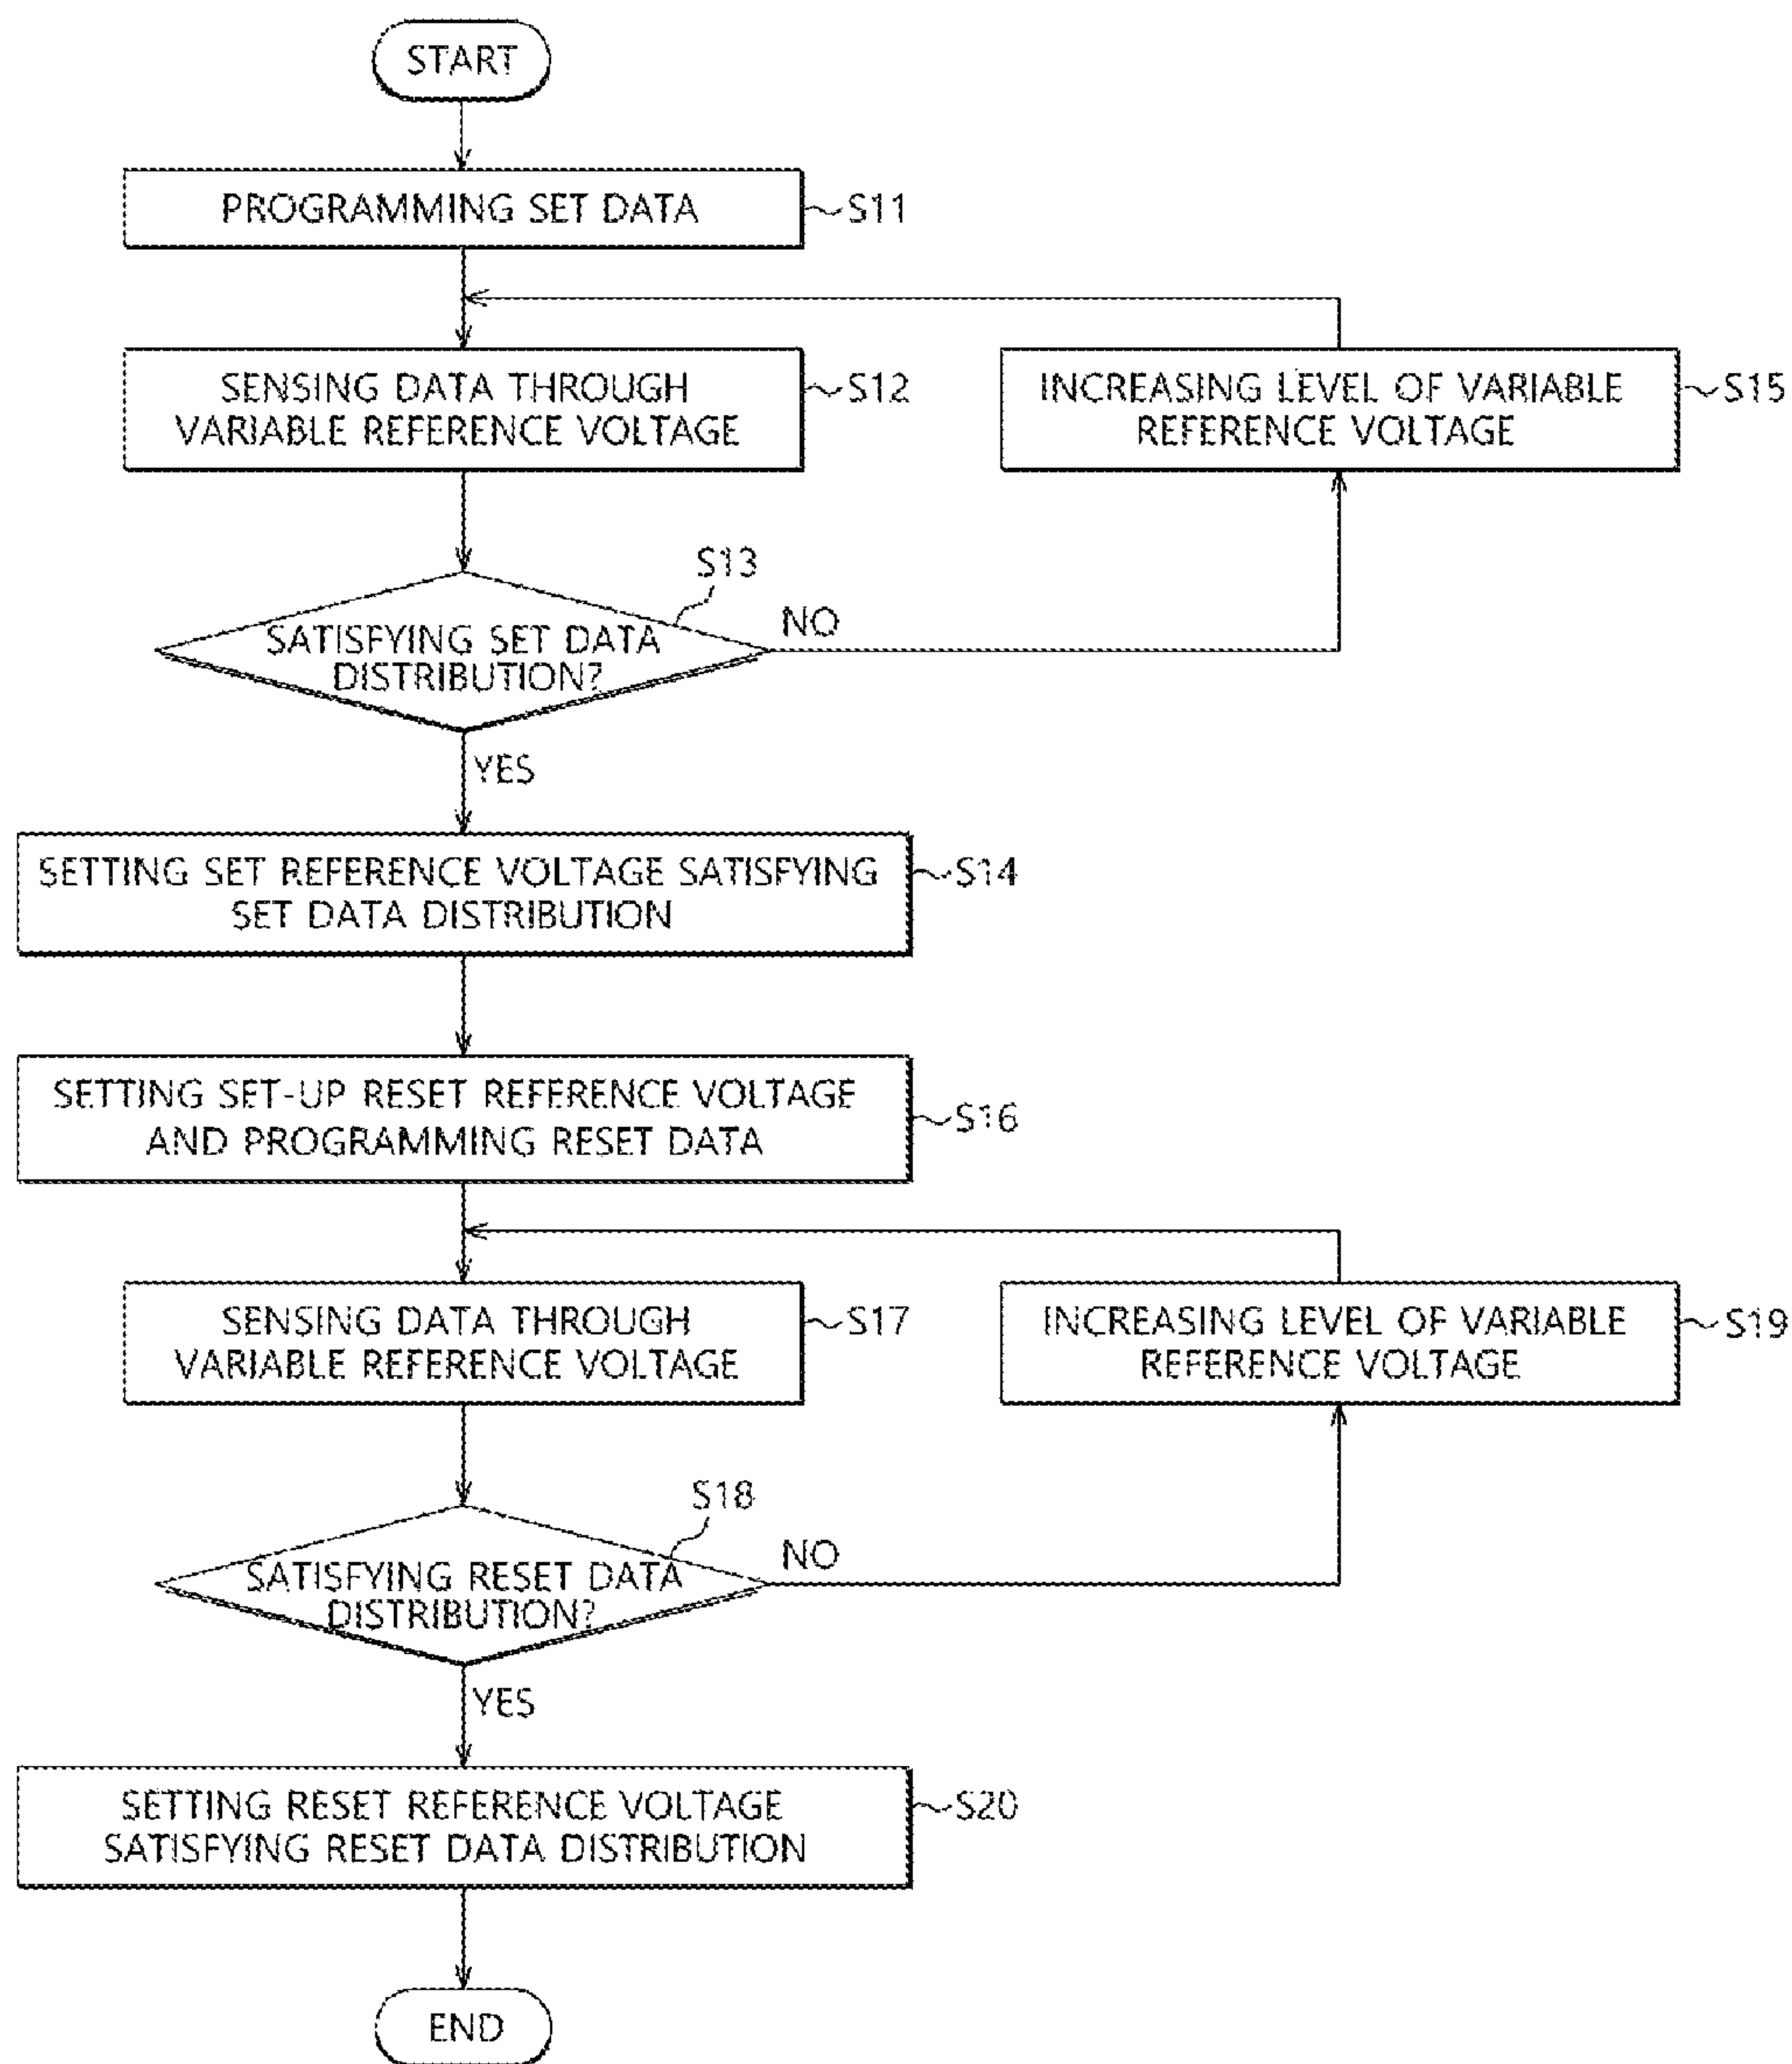 START
PROGRAMMING SET DATA
S11
SENSING DATA THROUGH
VARIABLE REFERENCE VOLTAGE
S12
INCREASING LEVEL OF VARIABLE
REFERENCE VOLTAGE
S15
S13
SATISFYING SET DATA
DISTRIBUTION?
NO
YES
SETTING SET REFERENCE VOLTAGE SATISFYING
SET DATA DISTRIBUTION
S14
SETTING SET-UP RESET REFERENCE VOLTAGE
AND PROGRAMMING RESET DATA
S16
SENSING DATA THROUGH
VARIABLE REFERENCE VOLTAGE
S17
INCREASING LEVEL OF VARIABLE
REFERENCE VOLTAGE
S19
S18
SATISFYING RESET DATA
DISTRIBUTION?
NO
YES
SETTING RESET REFERENCE VOLTAGE
SATISFYING RESET DATA DISTRIBUTION
S20
END